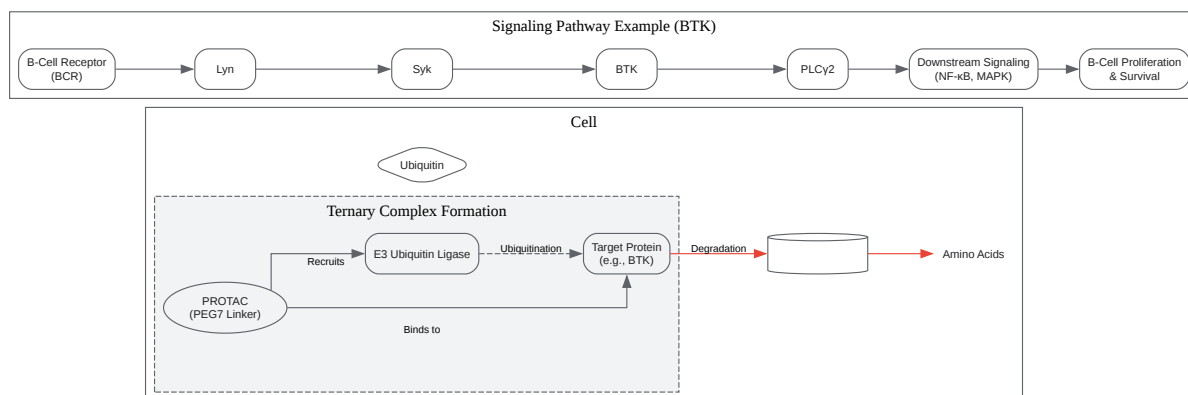 Signaling Pathway Example (BTK)
B-Cell Receptor
(BCR)
Lyn
Syk
BTK
PLCγ2
Downstream Signaling
(NF-κB, MAPK)
B-Cell Proliferation
& Survival
Cell
Ubiquitin
Ternary Complex Formation
E3 Ubiquitin Ligase
Ubiquitination
Target Protein
(e.g., BTK)
Degradation
Amino Acids
Recruits
PROTAC
(PEG7 Linker)
Binds to